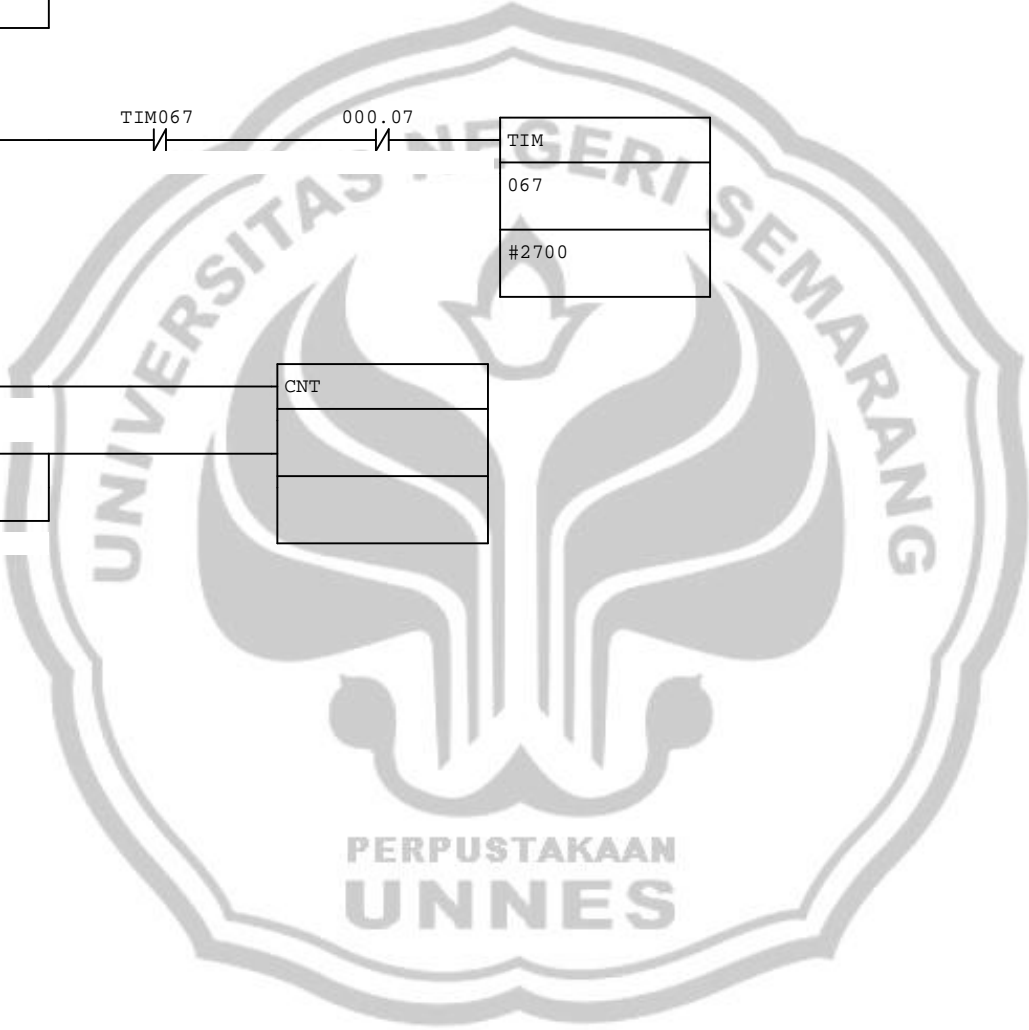 TIM067 000.07
TIM
067
#2700
CNT
UNIVERSITAS NEGERI SEMARANG
PERPUSTAKAAN
UNNES